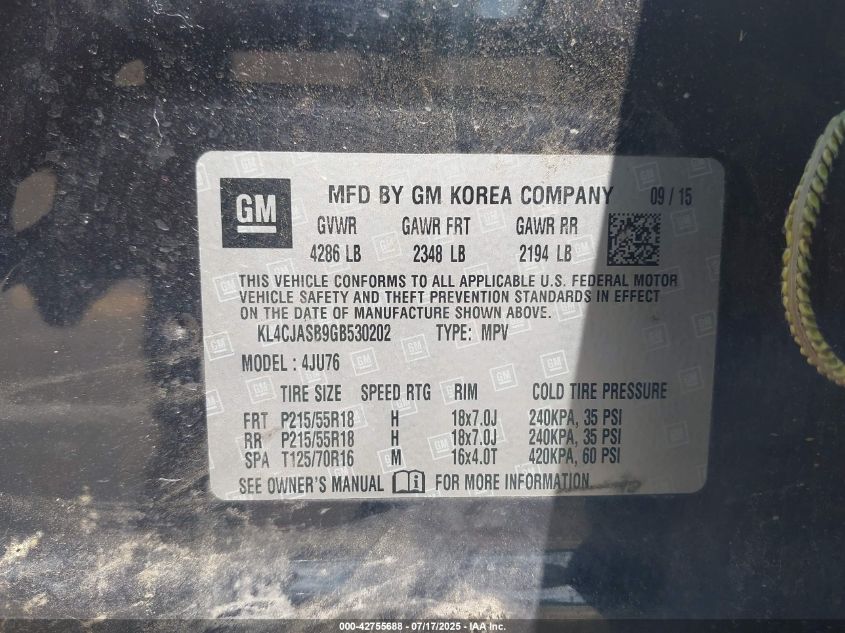 GM
MFD BY GM KOREA COMPANY 09 / 15
GVWR GAWR FRT GAWR RR
4286 LB 2348 LB 2194 LB
THIS VEHICLE CONFORMS TO ALL APPLICABLE U.S. FEDERAL MOTOR
VEHICLE SAFETY AND THEFT PREVENTION STANDARDS IN EFFECT
ON THE DATE OF MANUFACTURE SHOWN ABOVE.
KL4CJASB9GB530202 TYPE: MPV
MODEL : 4JU76
TIRE SIZE SPEED RTG RIM COLD TIRE PRESSURE
FRT P215/55R18 H 18x7.0J 240KPA, 35 PSI
RR P215/55R18 H 18x7.0J 240KPA, 35 PSI
SPA T125/70R16 M 16x4.0T 420KPA, 60 PSI
SEE OWNER'S MANUAL FOR MORE INFORMATION.
000-42755688 - 07/17/2025 - IAA Inc.